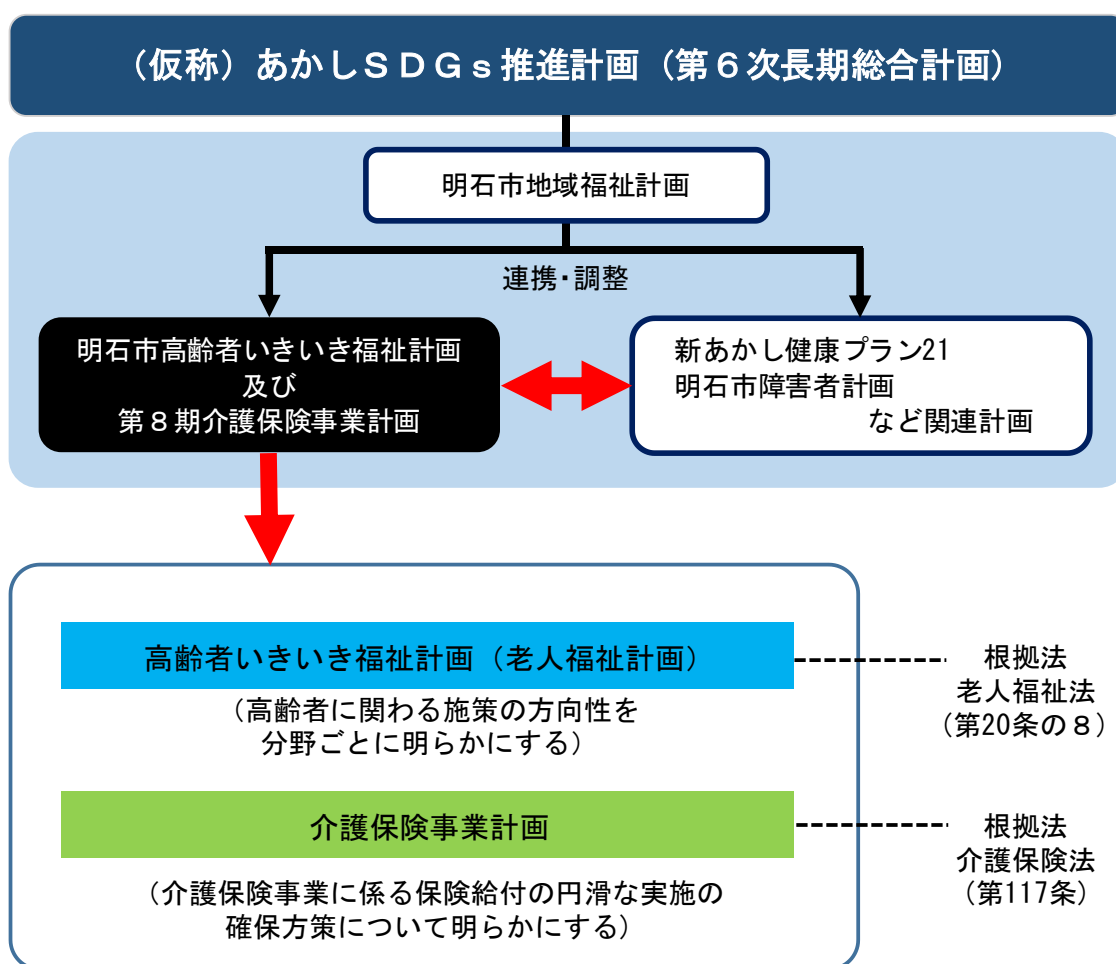 （仮称）あかしＳＤＧｓ推進計画（第６次長期総合計画）
明石市地域福祉計画
連携・調整
明石市高齢者いきいき福祉計画
及び
第８期介護保険事業計画
新あかし健康プラン21
明石市障害者計画
など関連計画
高齢者いきいき福祉計画（老人福祉計画）
（高齢者に関わる施策の方向性を
分野ごとに明らかにする）
根拠法
老人福祉法
（第20条の８）
介護保険事業計画
（介護保険事業に係る保険給付の円滑な実施の
確保方策について明らかにする）
根拠法
介護保険法
（第117条）